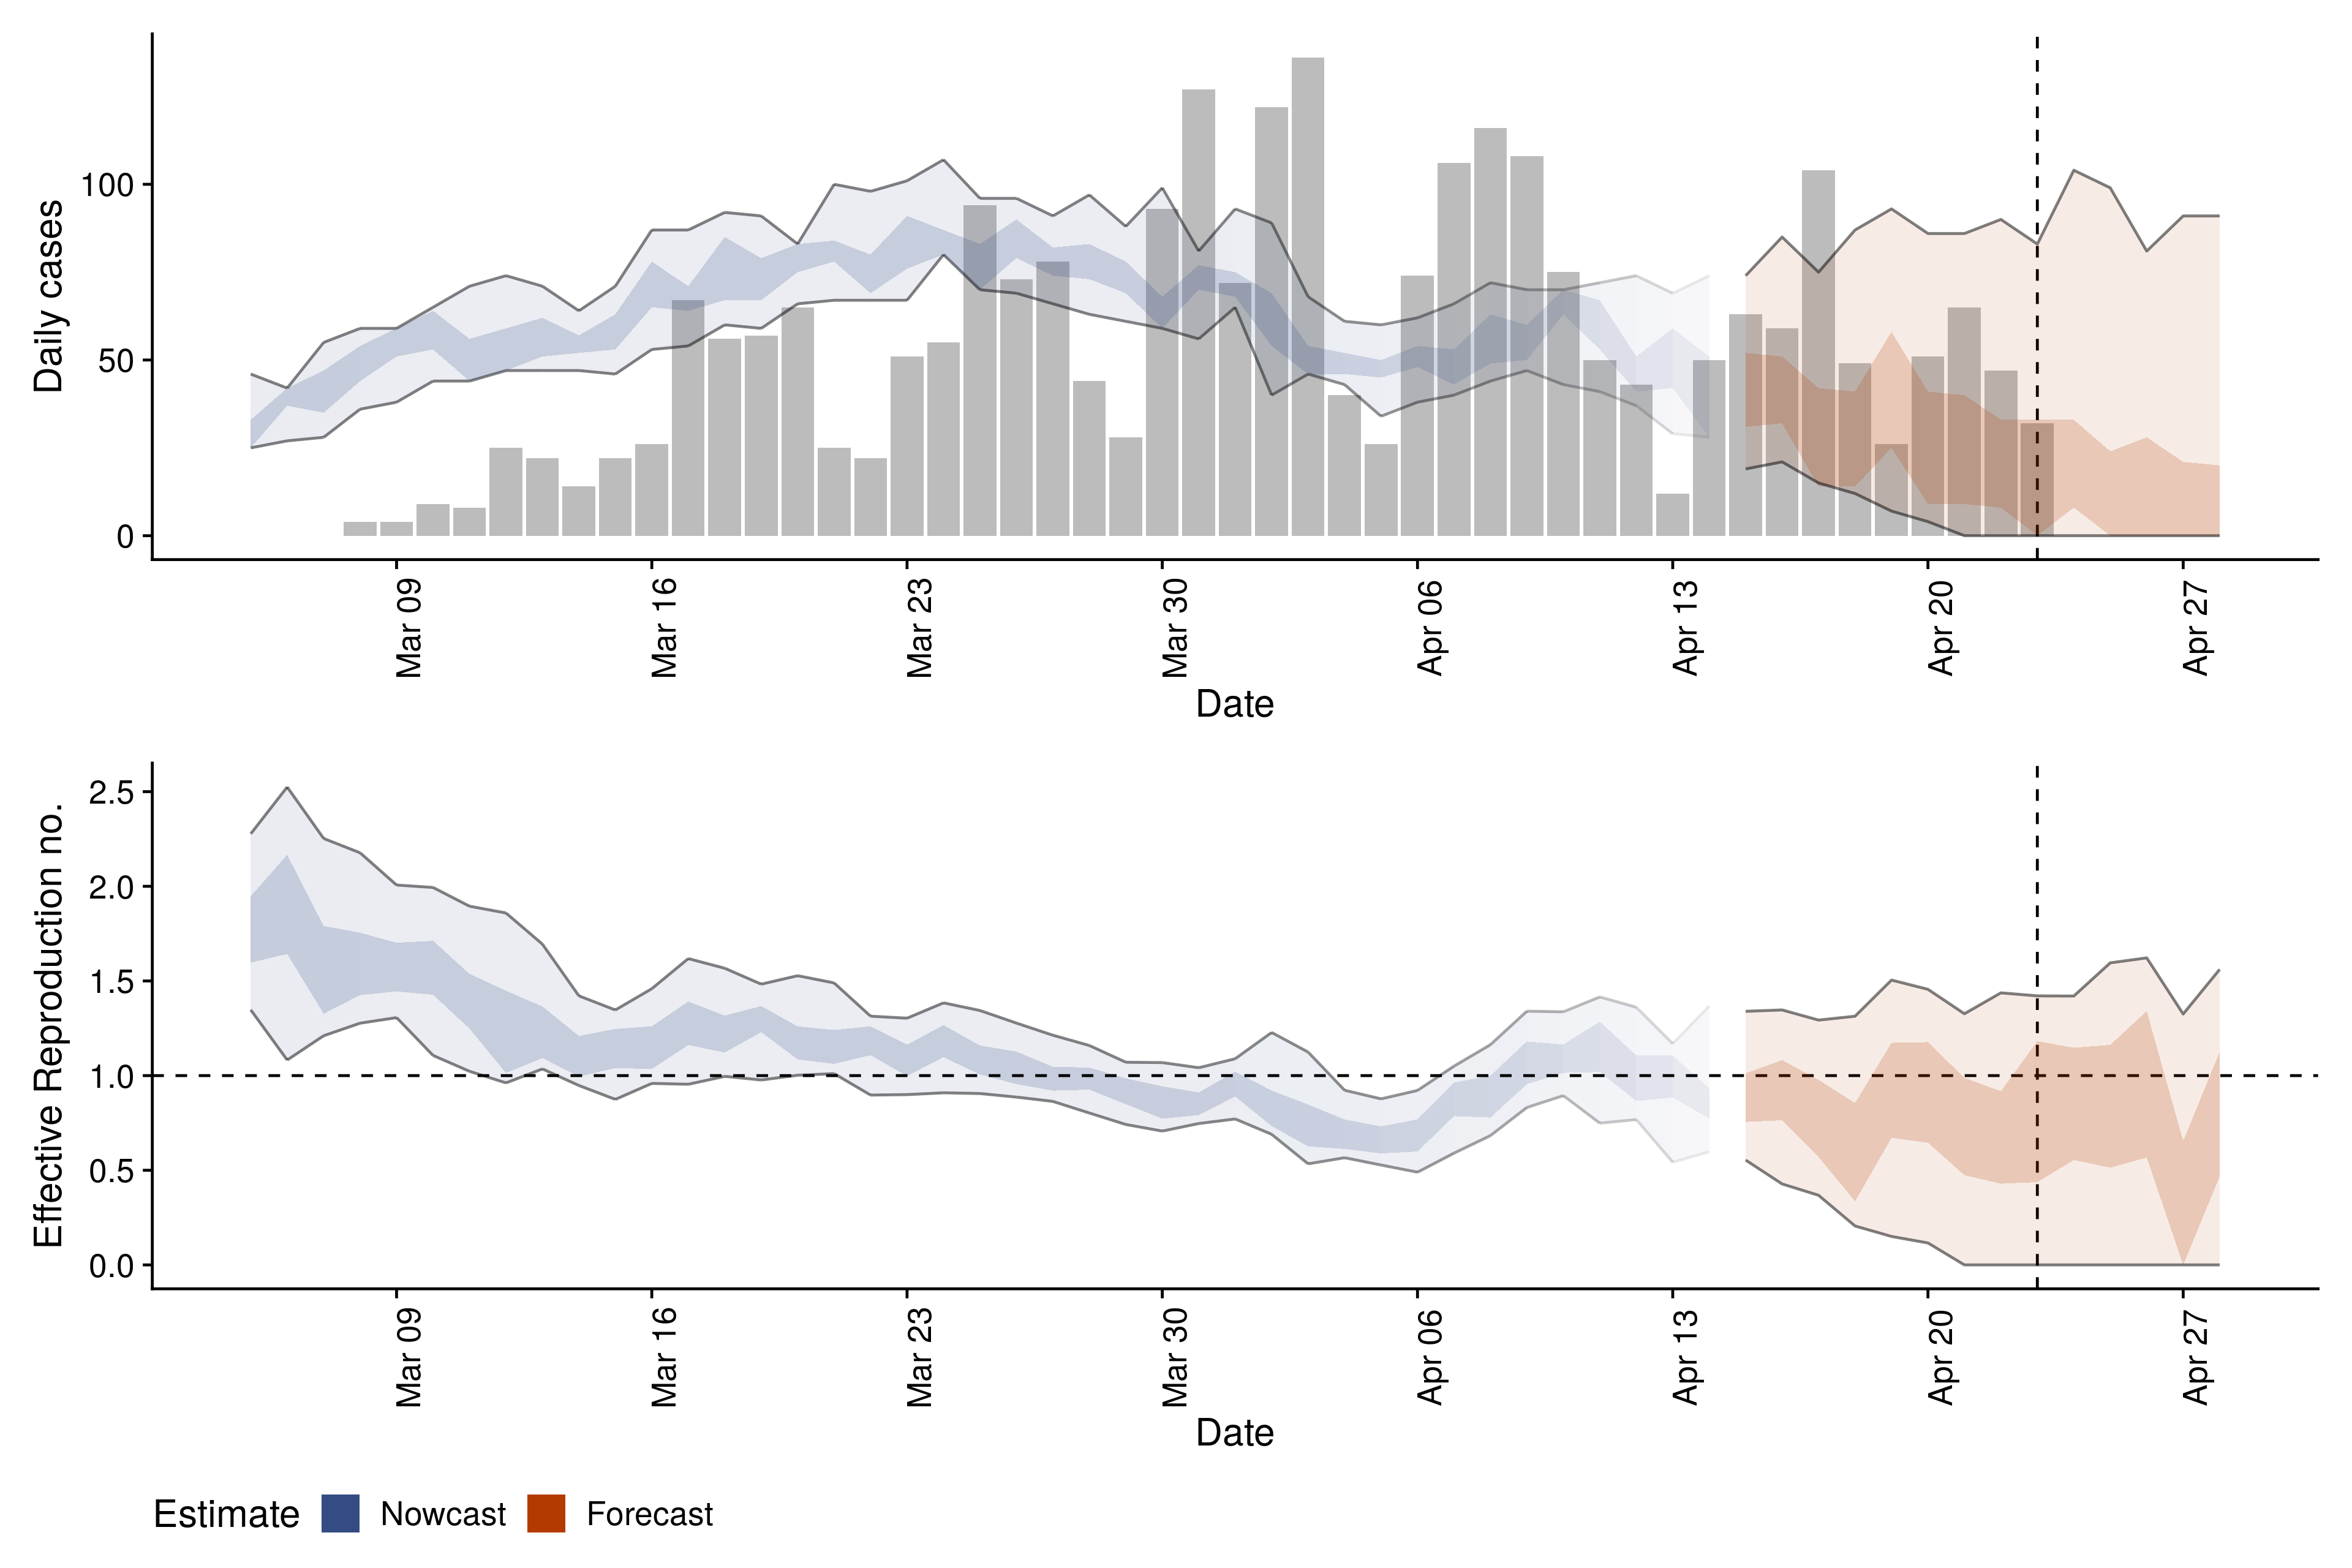 Daily cases
100
50
0
Mar 09
Mar 16
Mar 23
Mar 30
Apr 06
Apr 13
Apr 20
Apr 27
Date
Effective Reproduction no.
2.5
2.0
1.5
1.0
0.5
0.0
Mar 09
Mar 16
Mar 23
Mar 30
Apr 06
Apr 13
Apr 20
Apr 27
Date
Estimate Nowcast Forecast